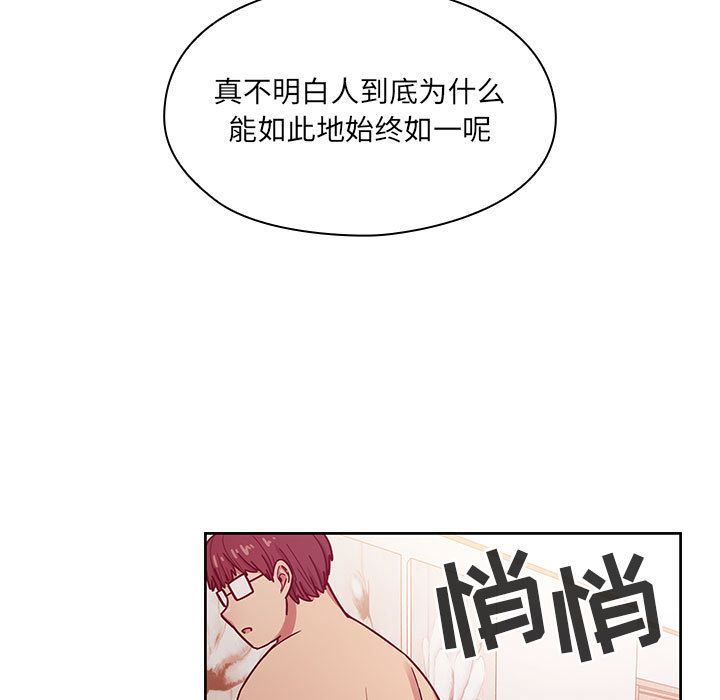 真不明白人到底为什么
能如此地始终如一呢
悄悄